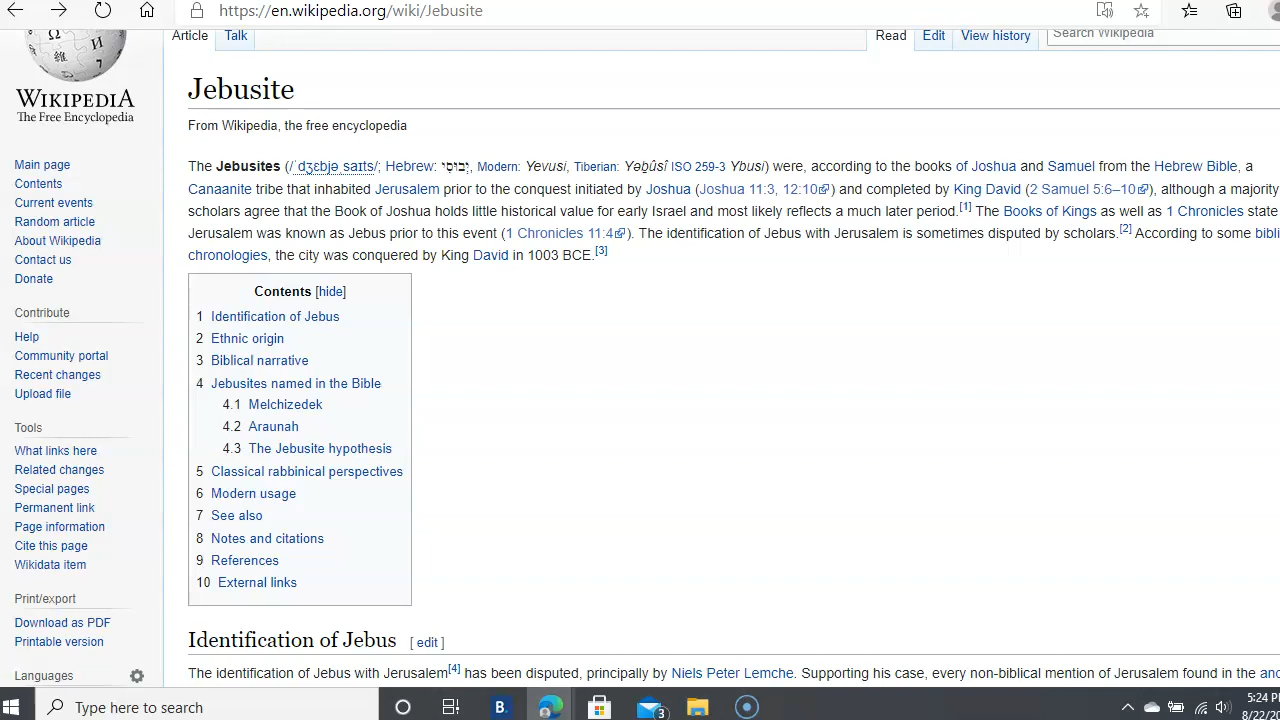 https://en.wikipedia.org/wiki/Jebusite
Article Talk Read Edit View history Search Wikipedia
WIKIPEDIA
The Free Encyclopedia
Main page
Contents
Current events
Random article
About Wikipedia
Contact us
Donate
Contribute
Help
Community portal
Recent changes
Upload file
Tools
What links here
Related changes
Special pages
Permanent link
Page information
Cite this page
Wikidata item
Print/export
Download as PDF
Printable version
Languages
Jebusite
From Wikipedia, the free encyclopedia
The Jebusites (/ˈdʒɛbjəˌsaɪts/; Hebrew: יְבוּסִי, Modern: Yevusi, Tiberian: Yəḇûsî ISO 259-3 Ybusi) were, according to the books of Joshua and Samuel from the Hebrew Bible, a
Canaanite tribe that inhabited Jerusalem prior to the conquest initiated by Joshua (Joshua 11:3, 12:10) and completed by King David (2 Samuel 5:6–10), although a majority
scholars agree that the Book of Joshua holds little historical value for early Israel and most likely reflects a much later period.[1] The Books of Kings as well as 1 Chronicles state
Jerusalem was known as Jebus prior to this event (1 Chronicles 11:4). The identification of Jebus with Jerusalem is sometimes disputed by scholars.[2] According to some bibli
chronologies, the city was conquered by King David in 1003 BCE.[3]
Contents [hide]
1 Identification of Jebus
2 Ethnic origin
3 Biblical narrative
4 Jebusites named in the Bible
4.1 Melchizedek
4.2 Araunah
4.3 The Jebusite hypothesis
5 Classical rabbinical perspectives
6 Modern usage
7 See also
8 Notes and citations
9 References
10 External links
Identification of Jebus [ edit ]
The identification of Jebus with Jerusalem[4] has been disputed, principally by Niels Peter Lemche. Supporting his case, every non-biblical mention of Jerusalem found in the anc
Type here to search
B.
3
5:24 P
8/22/20